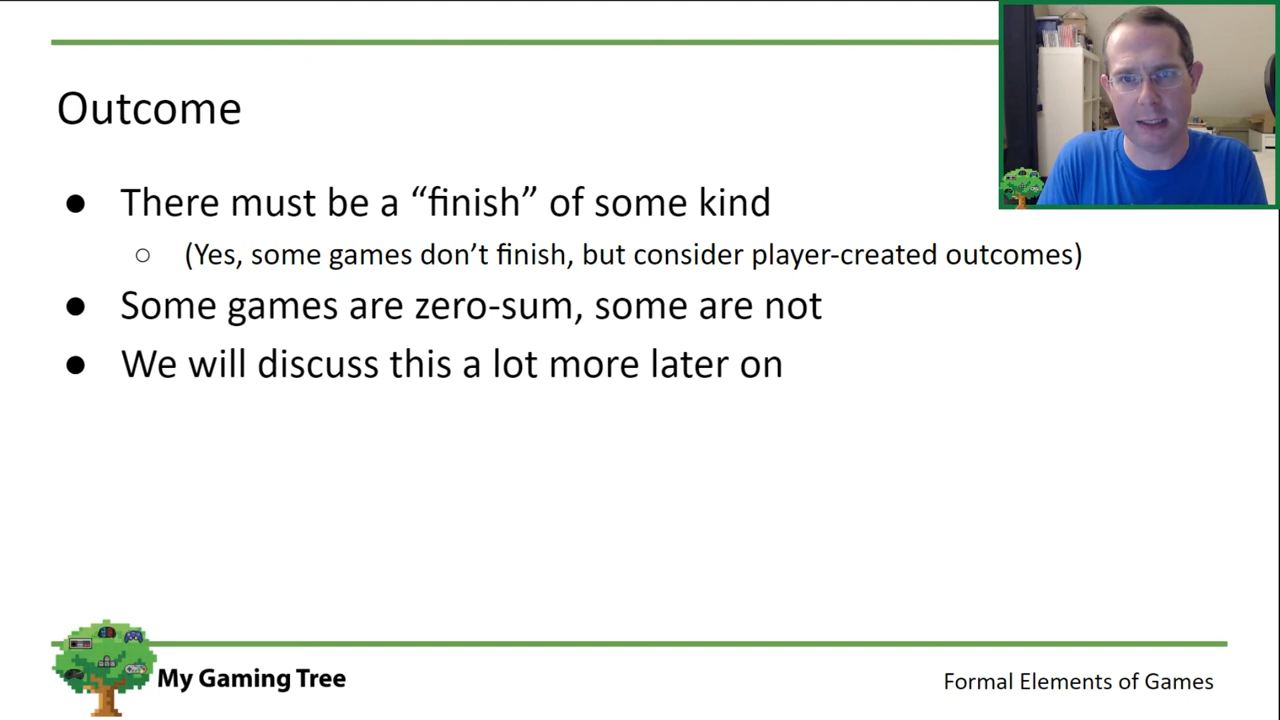 Outcome
● There must be a “finish” of some kind
○ (Yes, some games don’t finish, but consider player-created outcomes)
● Some games are zero-sum, some are not
● We will discuss this a lot more later on
My Gaming Tree
Formal Elements of Games